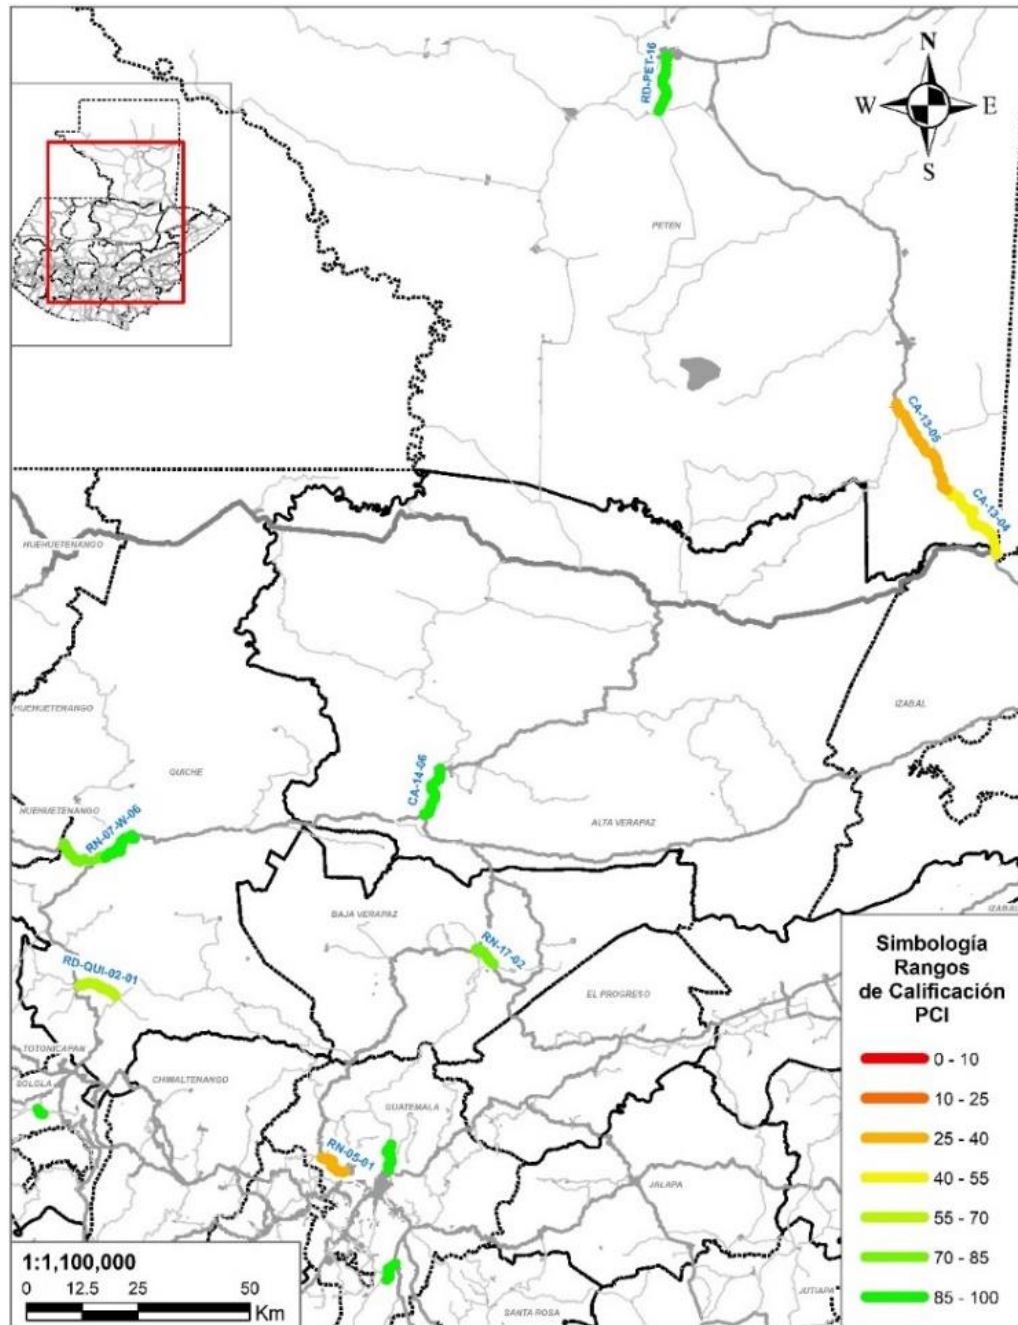 N
W E
S
RD-PET-16
PETEN
CA-13-05
CA-13-04
HUEHUETENANGO
IZABAL
HUEHUETENANGO
QUICHE
CA-14-06
HUEHUETENANGO
RN-07-W-06
ALTA VERAPAZ
IZABAL
BAJA VERAPAZ
RN-17-02
RD-QUI-02-01
EL PROGRESO
TOTONICAPAN
SOLOLA
CHIMALTENANGO
GUATEMALA
RN-05-01
JALAPA
SANTA ROSA
JUTIAPA
Simbología
Rangos
de Calificación
PCI
0 - 10
10 - 25
25 - 40
40 - 55
55 - 70
70 - 85
85 - 100
1:1,100,000
0 12.5 25 50
Km